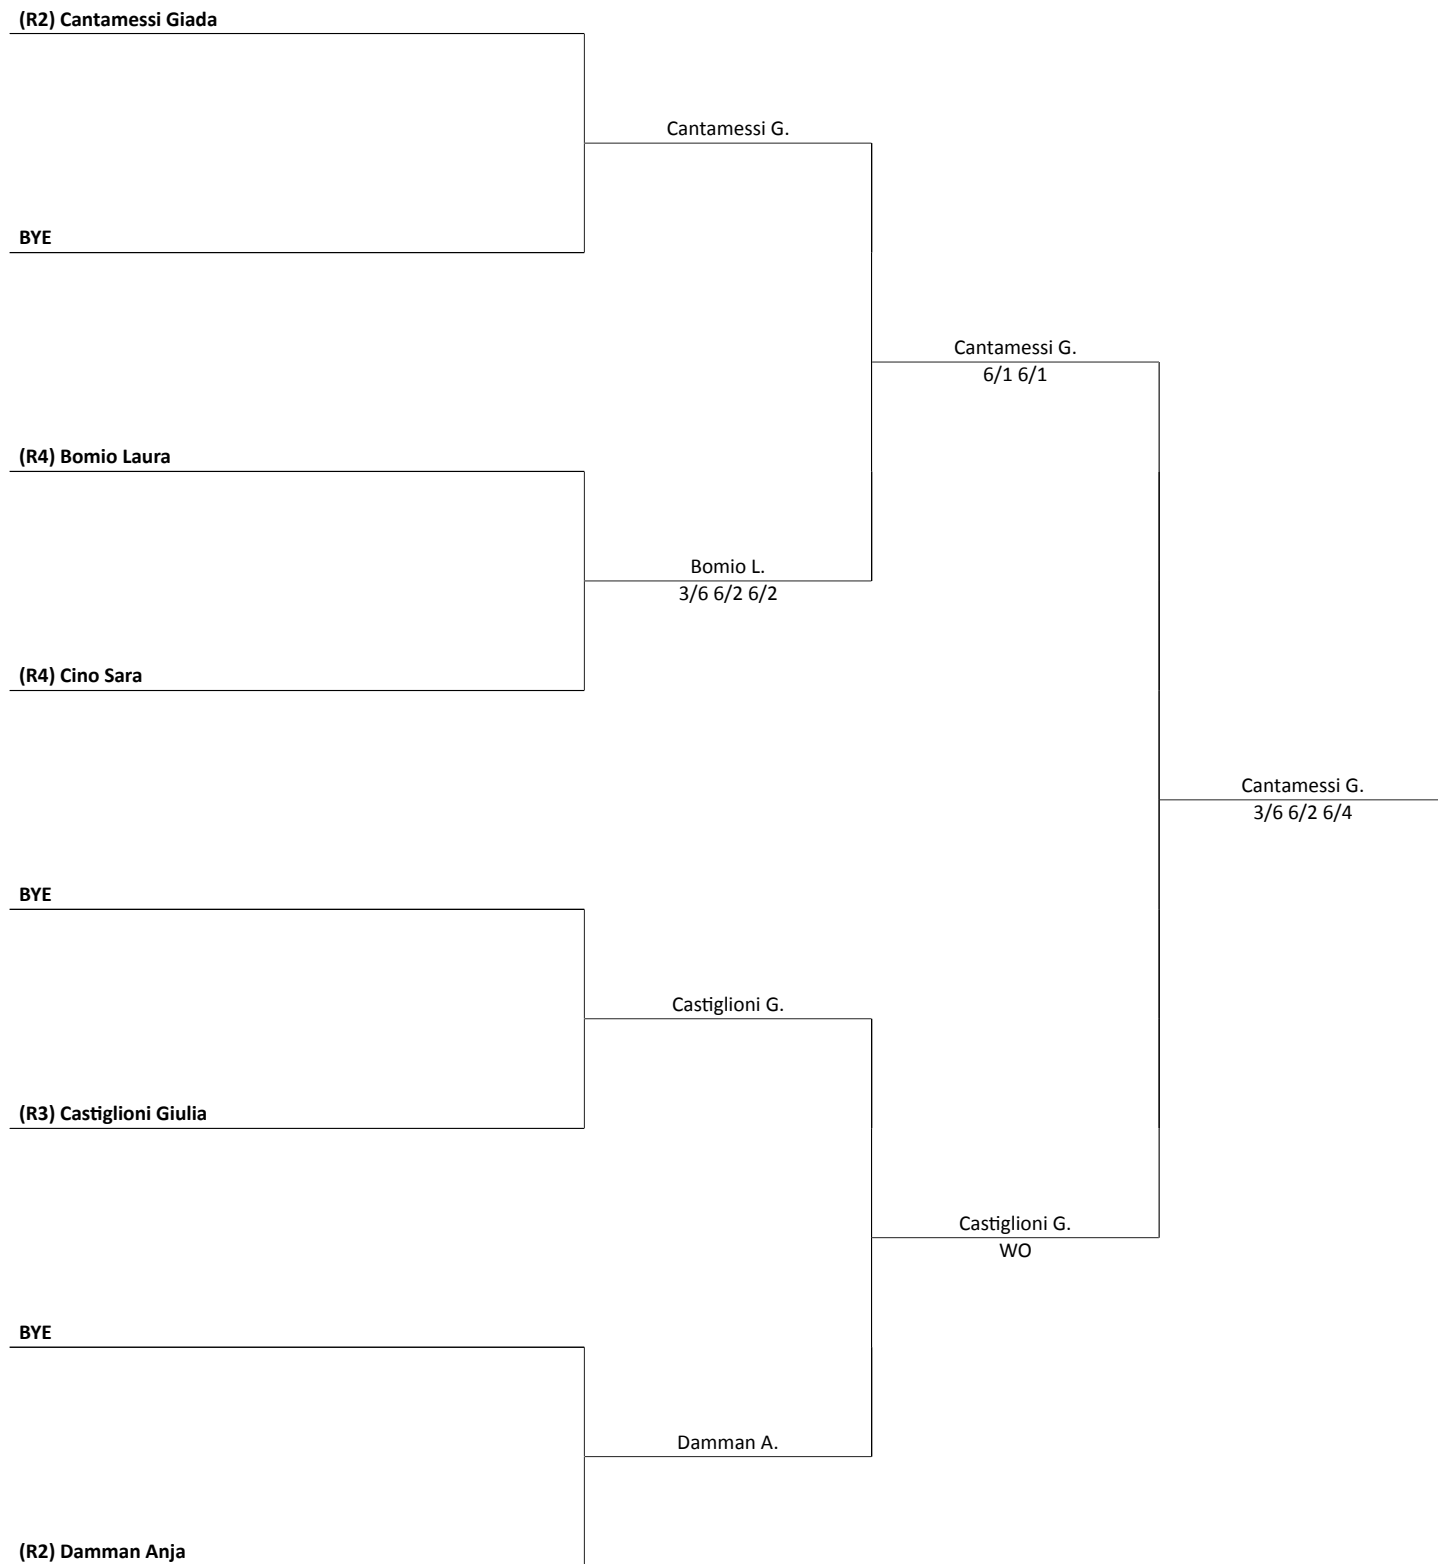 (R2) Cantamessi Giada
Cantamessi G.
BYE
Cantamessi G.
6/1 6/1
(R4) Bomio Laura
Bomio L.
3/6 6/2 6/2
(R4) Cino Sara
Cantamessi G.
3/6 6/2 6/4
BYE
Castiglioni G.
(R3) Castiglioni Giulia
Castiglioni G.
WO
BYE
Damman A.
(R2) Damman Anja